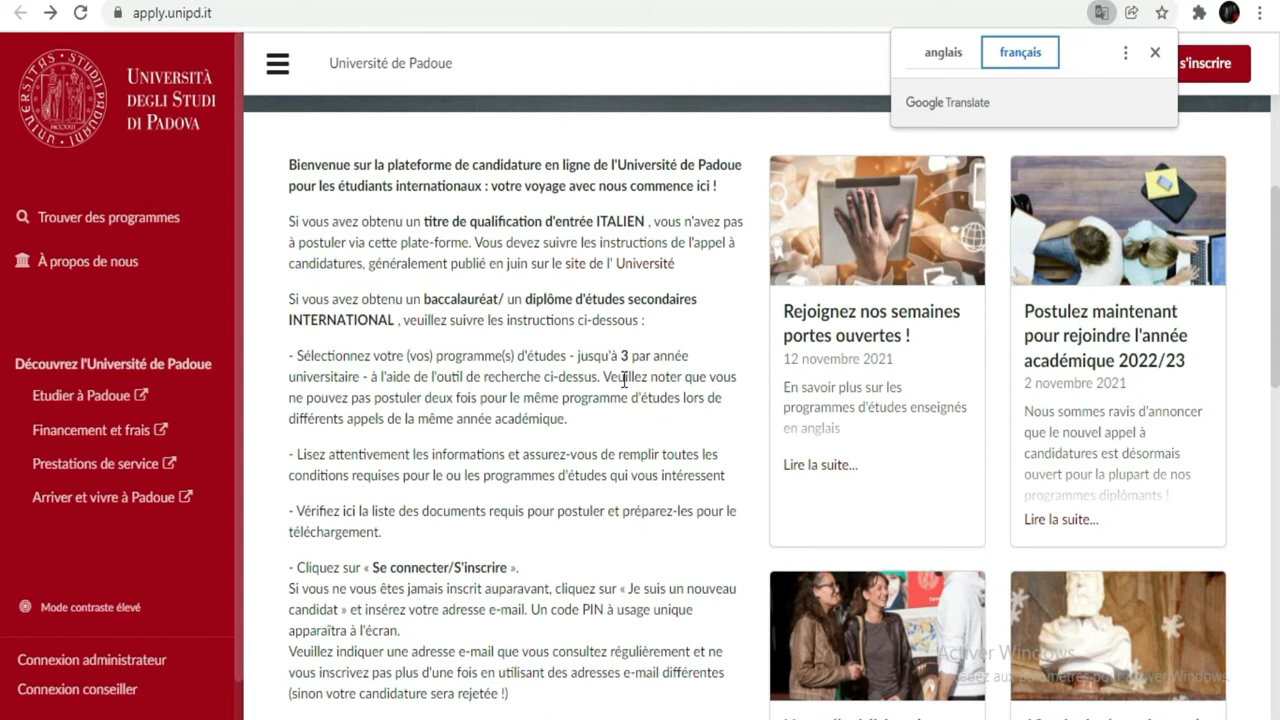 apply.unipd.it
UNIVERSITÀ
DEGLI STUDI
DI PADOVA
Université de Padoue
anglais
français
s'inscrire
Google Translate
Trouver des programmes
À propos de nous
Découvrez l'Université de Padoue
Etudier à Padoue
Financement et frais
Prestations de service
Arriver et vivre à Padoue
Mode contraste élevé
Connexion administrateur
Connexion conseiller
Bienvenue sur la plateforme de candidature en ligne de l'Université de Padoue
pour les étudiants internationaux : votre voyage avec nous commence ici !
Si vous avez obtenu un titre de qualification d'entrée ITALIEN , vous n'avez pas
à postuler via cette plate-forme. Vous devez suivre les instructions de l'appel à
candidatures, généralement publié en juin sur le site de l' Université
Si vous avez obtenu un baccalauréat/ un diplôme d'études secondaires
INTERNATIONAL , veuillez suivre les instructions ci-dessous :
- Sélectionnez votre (vos) programme(s) d'études - jusqu'à 3 par année
universitaire - à l'aide de l'outil de recherche ci-dessus. Veuillez noter que vous
ne pouvez pas postuler deux fois pour le même programme d'études lors de
différents appels de la même année académique.
- Lisez attentivement les informations et assurez-vous de remplir toutes les
conditions requises pour le ou les programmes d'études qui vous intéressent
- Vérifiez ici la liste des documents requis pour postuler et préparez-les pour le
téléchargement.
- Cliquez sur « Se connecter/S'inscrire ».
Si vous ne vous êtes jamais inscrit auparavant, cliquez sur « Je suis un nouveau
candidat » et insérez votre adresse e-mail. Un code PIN à usage unique
apparaîtra à l'écran.
Veuillez indiquer une adresse e-mail que vous consultez régulièrement et ne
vous inscrivez pas plus d'une fois en utilisant des adresses e-mail différentes
(sinon votre candidature sera rejetée !)
Rejoignez nos semaines
portes ouvertes !
12 novembre 2021
En savoir plus sur les
programmes d'études enseignés
en anglais
Lire la suite...
Postulez maintenant
pour rejoindre l'année
académique 2022/23
2 novembre 2021
Nous sommes ravis d'annoncer
que le nouvel appel à
candidatures est désormais
ouvert pour la plupart de nos
programmes diplômants !
Lire la suite...
Activer Windows
aux paramètres pour activer Windows.